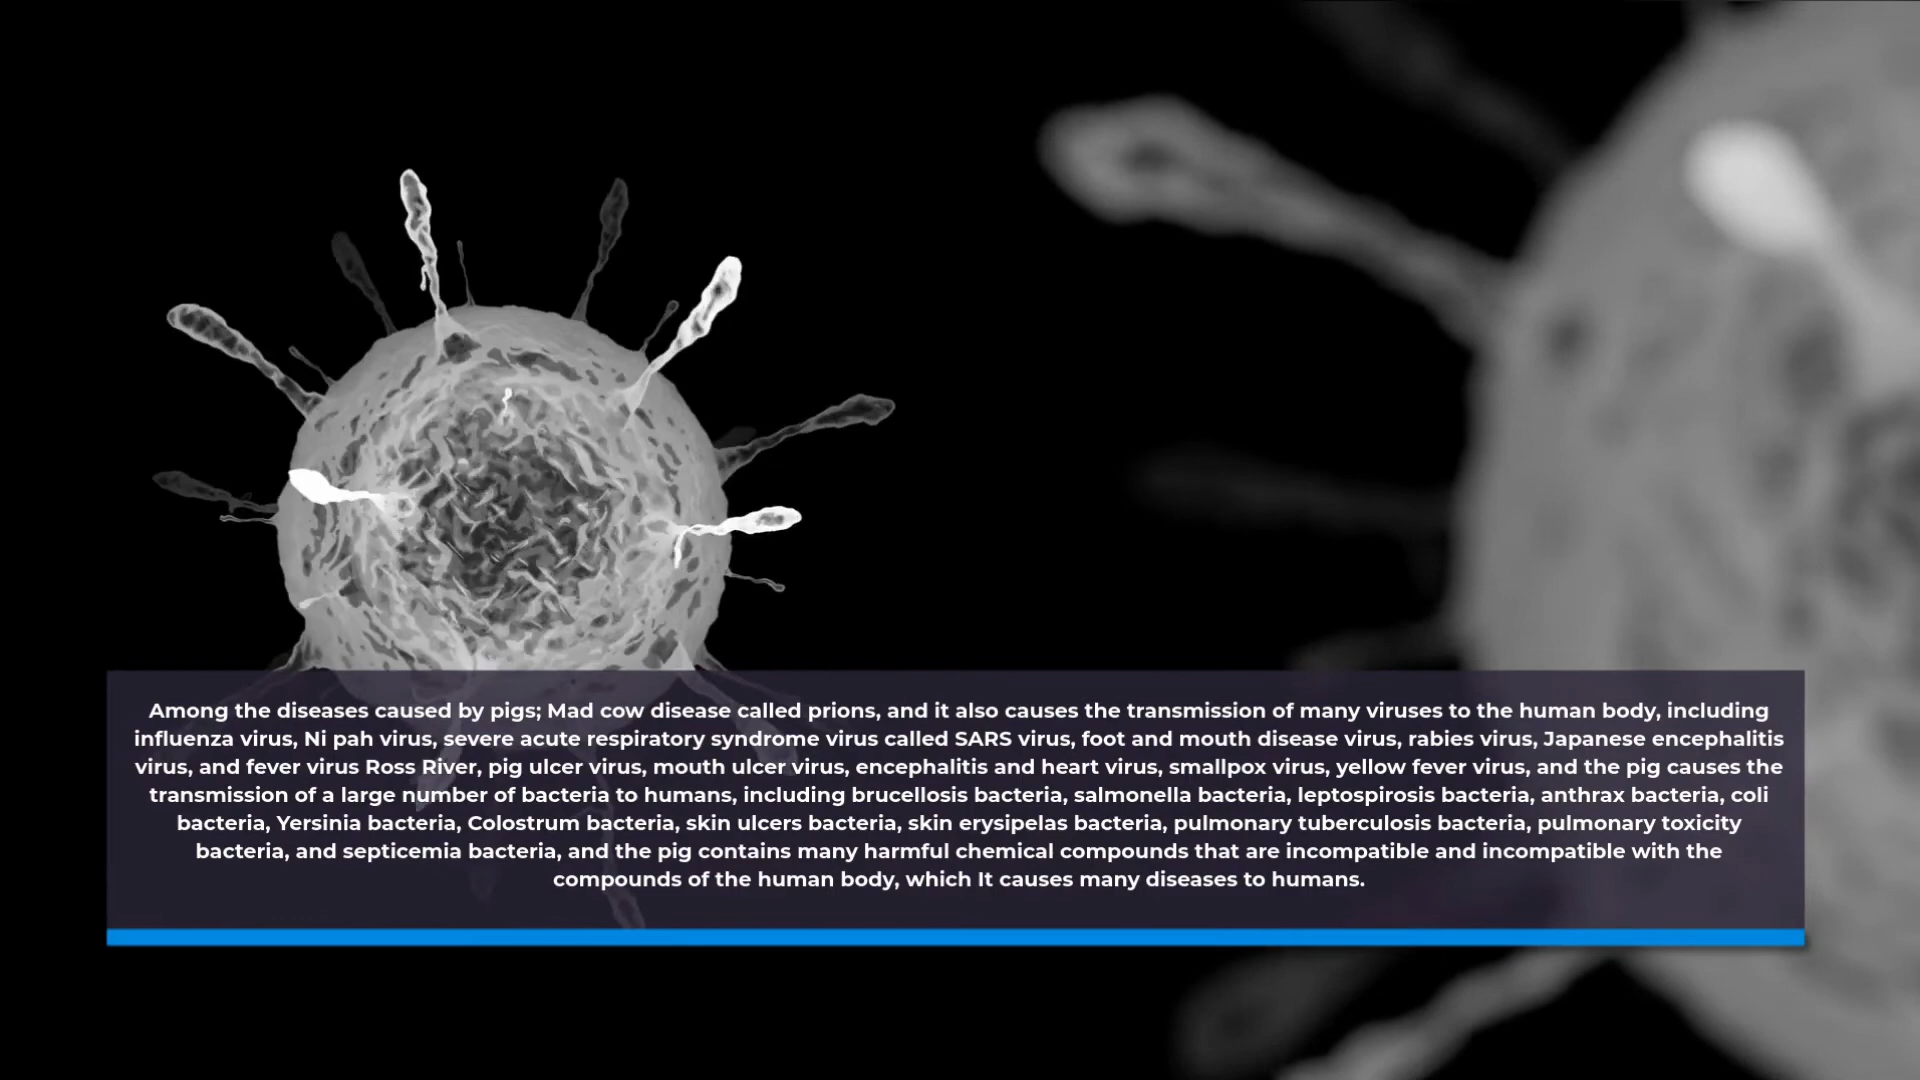 Among the diseases caused by pigs; Mad cow disease called prions, and it also causes the transmission of many viruses to the human body, including
influenza virus, Ni pah virus, severe acute respiratory syndrome virus called SARS virus, foot and mouth disease virus, rabies virus, Japanese encephalitis
virus, and fever virus Ross River, pig ulcer virus, mouth ulcer virus, encephalitis and heart virus, smallpox virus, yellow fever virus, and the pig causes the
transmission of a large number of bacteria to humans, including brucellosis bacteria, salmonella bacteria, leptospirosis bacteria, anthrax bacteria, coli
bacteria, Yersinia bacteria, Colostrum bacteria, skin ulcers bacteria, skin erysipelas bacteria, pulmonary tuberculosis bacteria, pulmonary toxicity
bacteria, and septicemia bacteria, and the pig contains many harmful chemical compounds that are incompatible and incompatible with the
compounds of the human body, which It causes many diseases to humans.